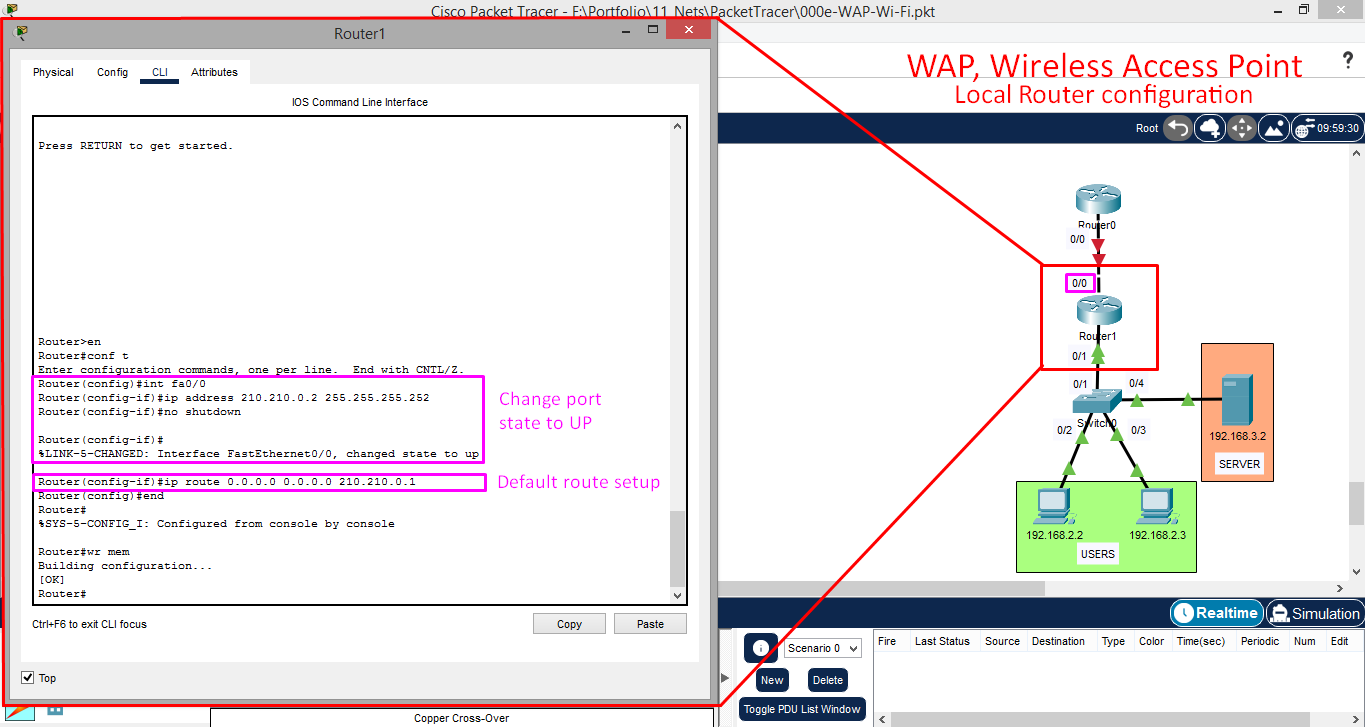 Cisco Packet Tracer - F:\Portfolio\11_Nets\PacketTracer\000e-WAP-Wi-Fi.pkt
Router1
Physical Config CLI Attributes
IOS Command Line Interface
Press RETURN to get started.
Router>en
Router#conf t
Enter configuration commands, one per line.  End with CNTL/Z.
Router(config)#int fa0/0
Router(config-if)#ip address 210.210.0.2 255.255.255.252
Router(config-if)#no shutdown
Router(config-if)#
%LINK-5-CHANGED: Interface FastEthernet0/0, changed state to up
Router(config-if)#ip route 0.0.0.0 0.0.0.0 210.210.0.1
Router(config)#end
Router#
%SYS-5-CONFIG_I: Configured from console by console
Router#wr mem
Building configuration...
[OK]
Router#
Change port
state to UP
Default route setup
Ctrl+F6 to exit CLI focus
Copy Paste
Top
Copper Cross-Over
WAP, Wireless Access Point
Local Router configuration
?
Root
09:59:30
Router0
0/0
0/0
Router1
0/1
0/1
0/4
Switch0
0/2
0/3
192.168.3.2
SERVER
192.168.2.2
192.168.2.3
USERS
Realtime Simulation
Scenario 0
New Delete
Toggle PDU List Window
Fire Last Status Source Destination Type Color Time(sec) Periodic Num Edit